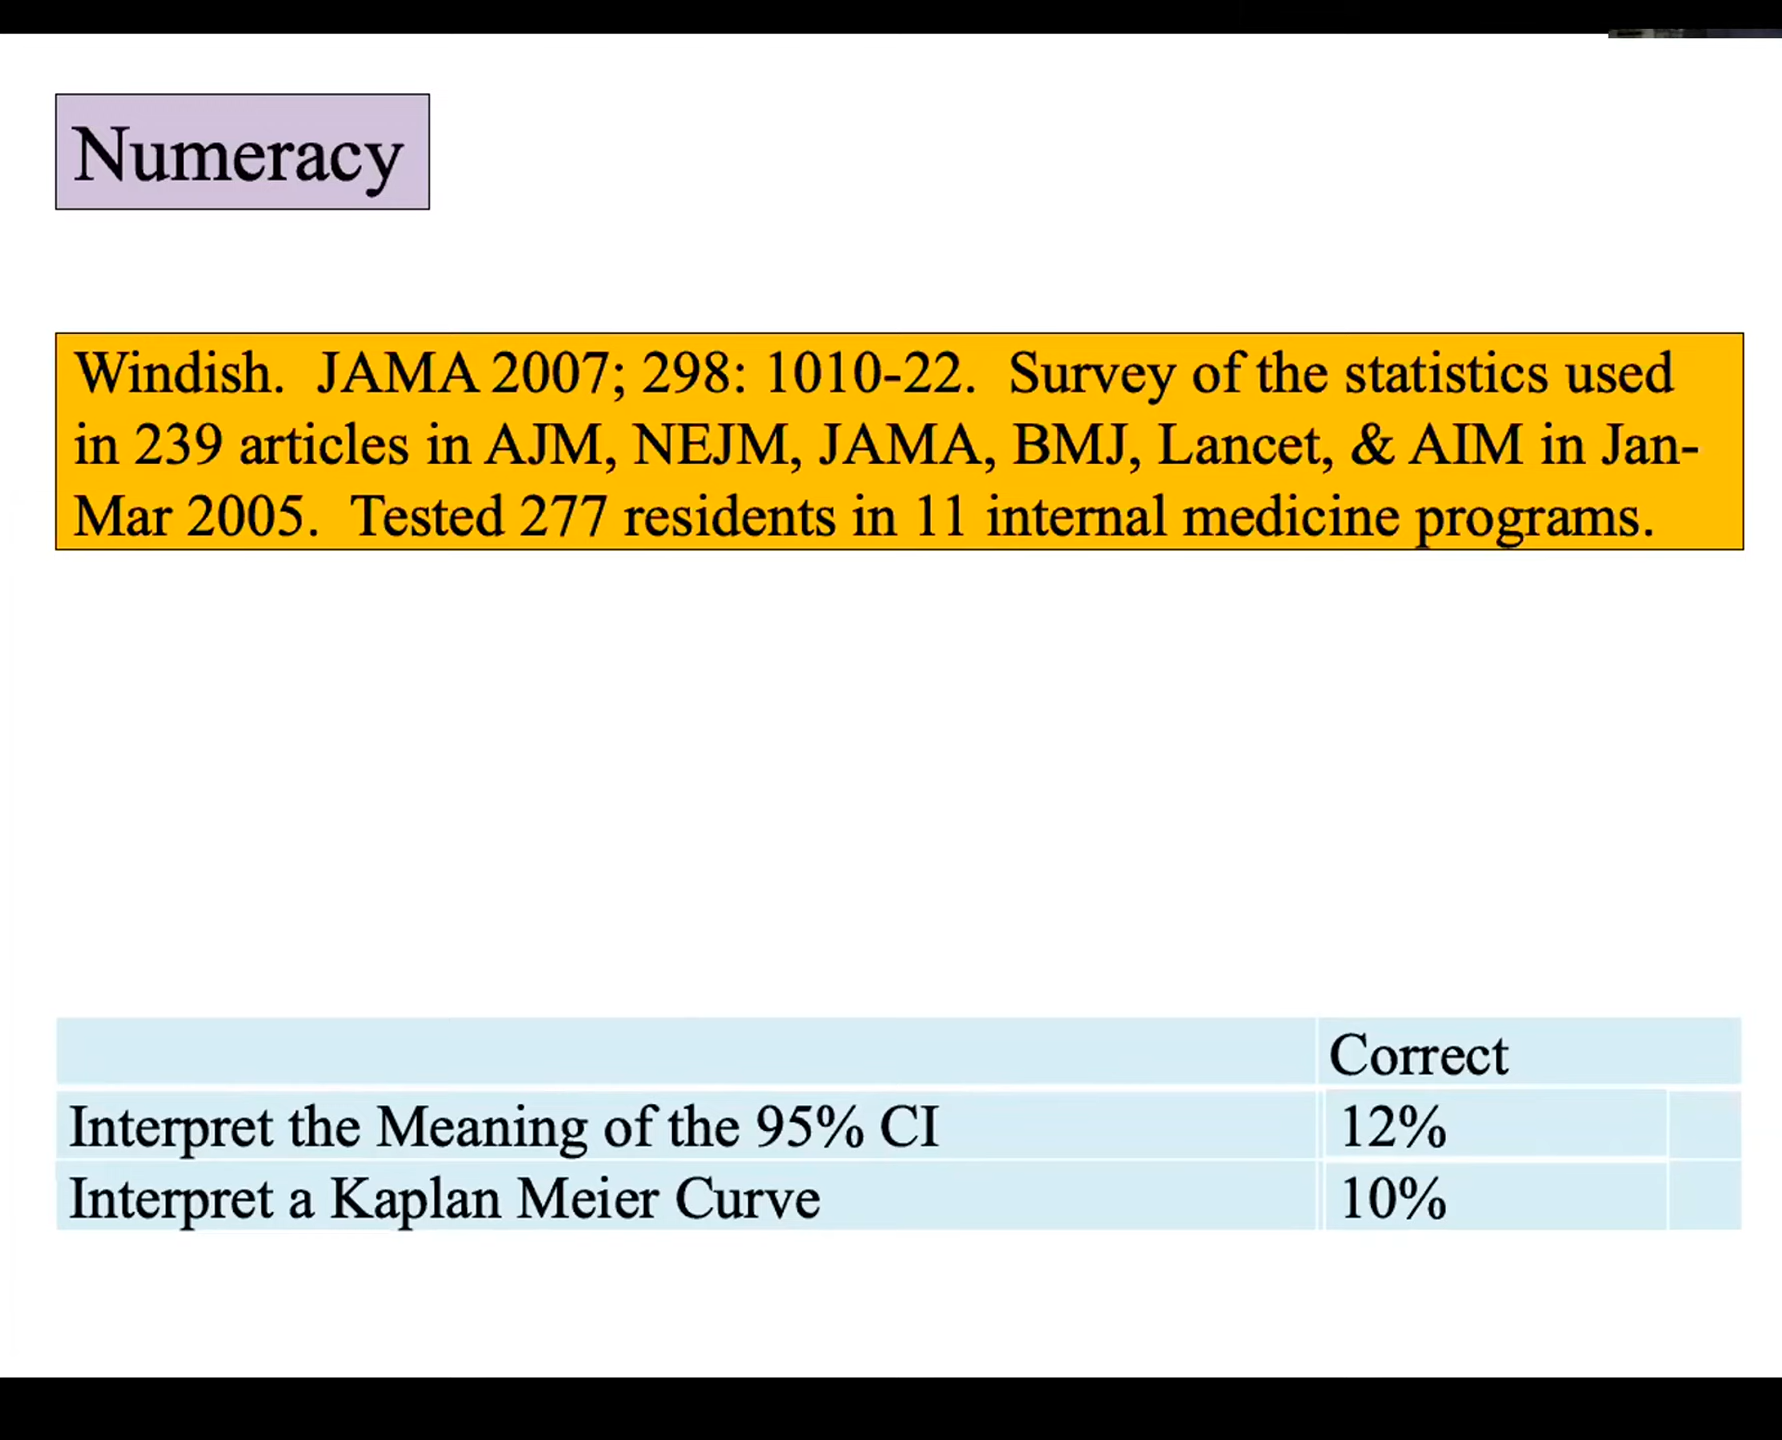 Numeracy
Windish.  JAMA 2007; 298: 1010-22.  Survey of the statistics used
in 239 articles in AJM, NEJM, JAMA, BMJ, Lancet, & AIM in Jan-
Mar 2005.  Tested 277 residents in 11 internal medicine programs.
Correct
Interpret the Meaning of the 95% CI 12%
Interpret a Kaplan Meier Curve 10%